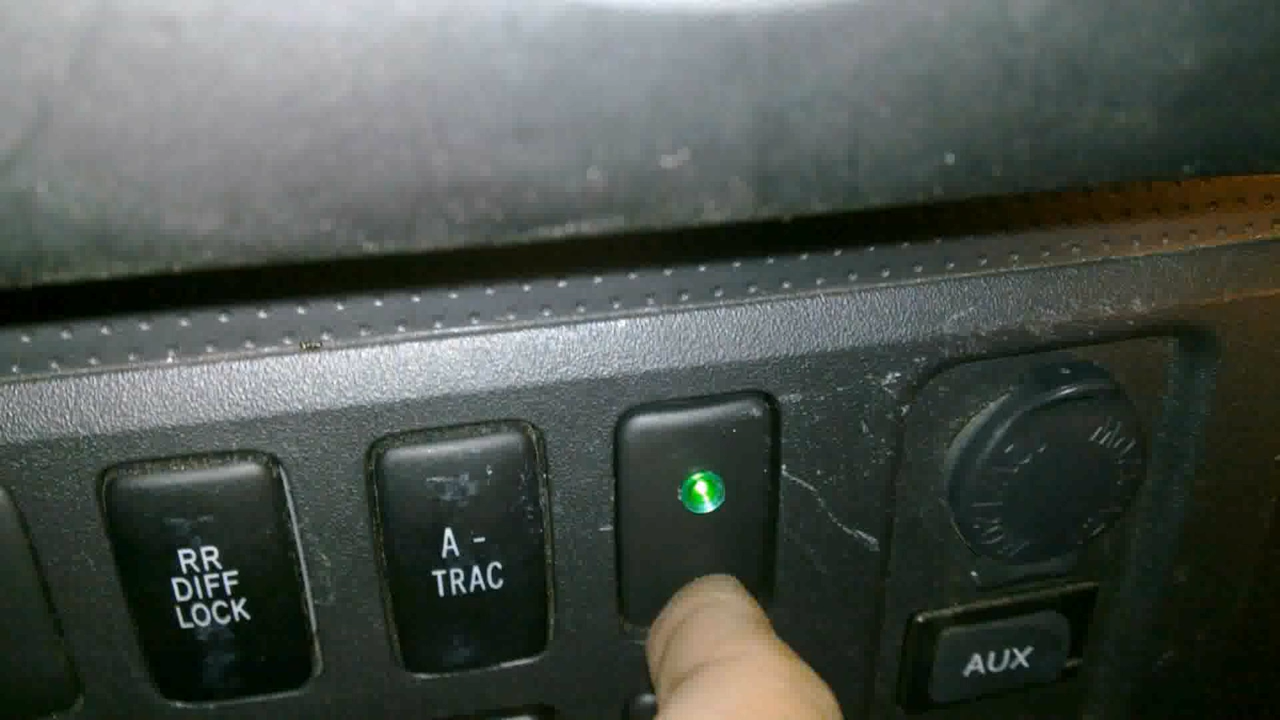 RR
DIFF
LOCK
A -
TRAC
AUX